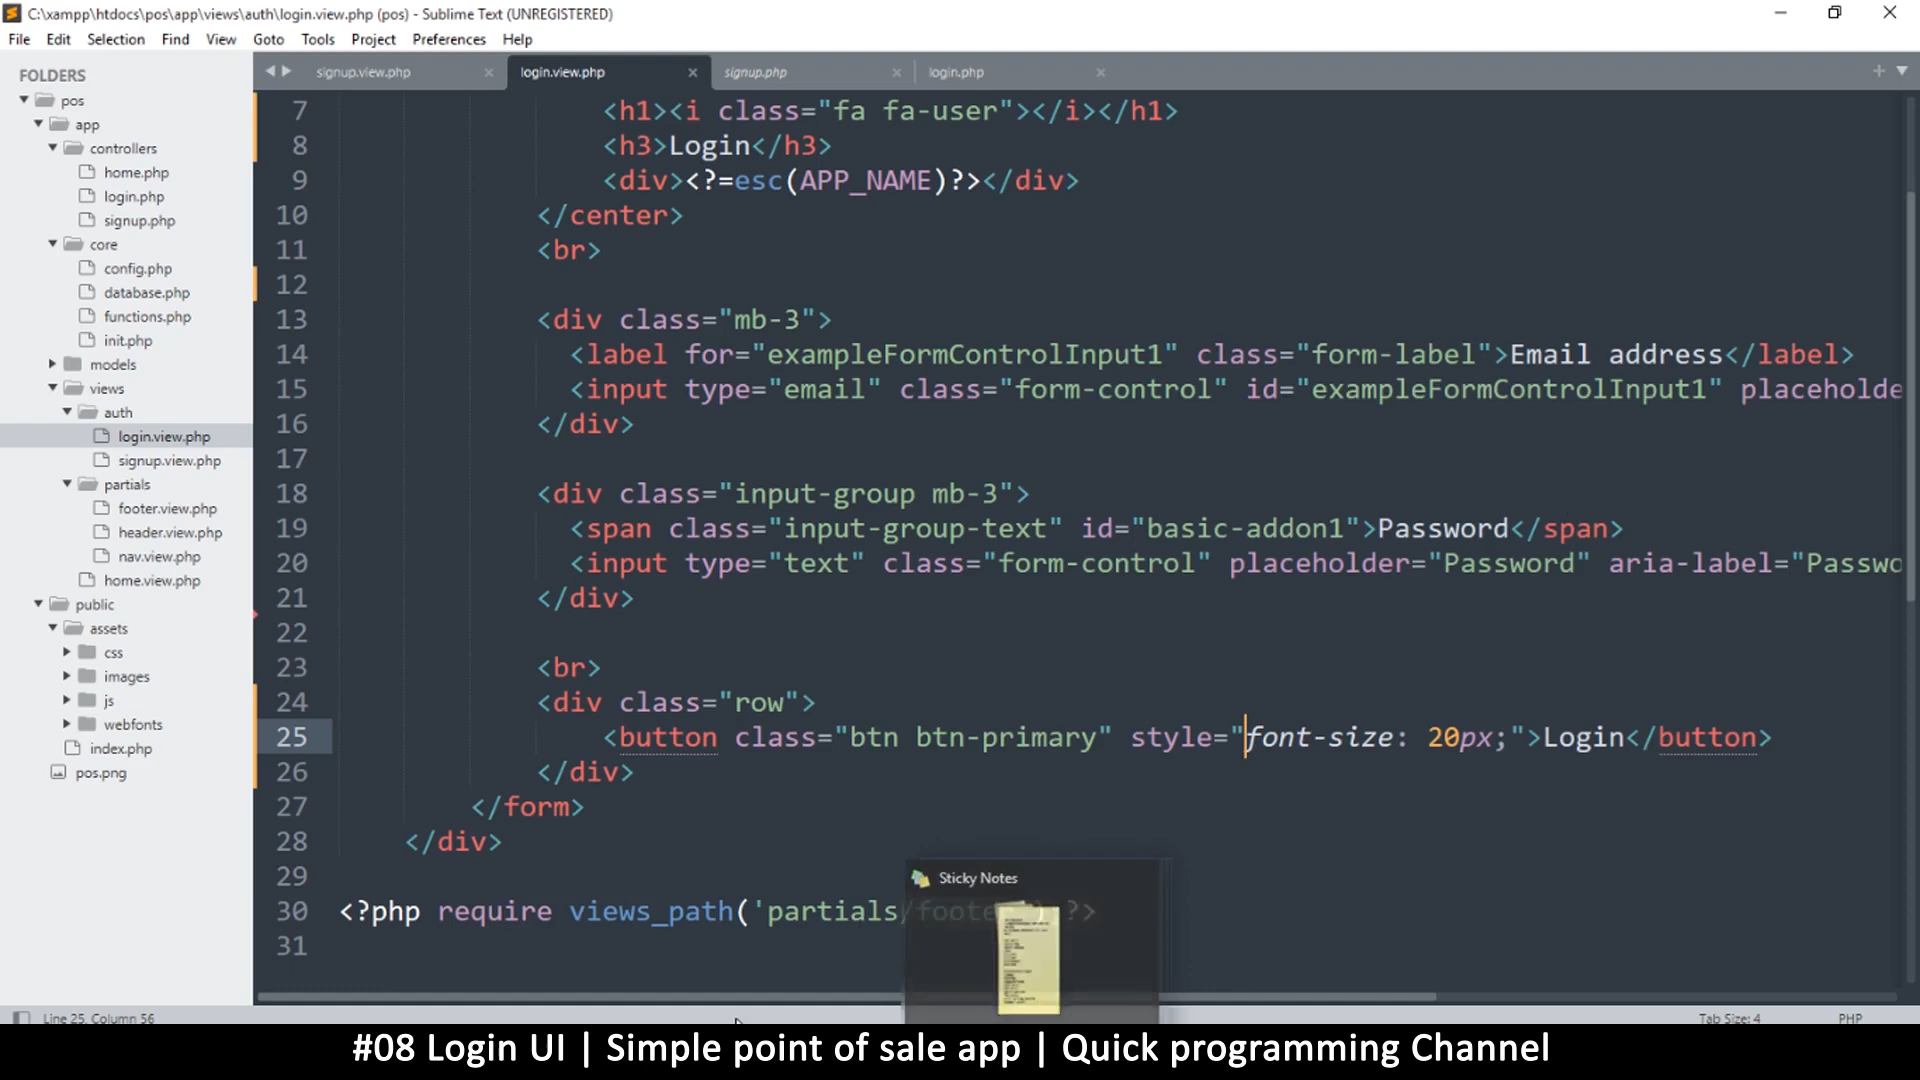 C:\xampp\htdocs\pos\app\views\auth\login.view.php (pos) - Sublime Text (UNREGISTERED)
File Edit Selection Find View Goto Tools Project Preferences Help
FOLDERS
pos
app
controllers
home.php
login.php
signup.php
core
config.php
database.php
functions.php
init.php
models
views
auth
login.view.php
signup.view.php
partials
footer.view.php
header.view.php
nav.view.php
home.view.php
public
assets
css
images
js
webfonts
index.php
pos.png
signup.view.php login.view.php signup.php login.php
7 <h1><i class="fa fa-user"></i></h1>
8 <h3>Login</h3>
9 <div><?=esc(APP_NAME)?></div>
10 </center>
11 <br>
12
13 <div class="mb-3">
14 <label for="exampleFormControlInput1" class="form-label">Email address</label>
15 <input type="email" class="form-control" id="exampleFormControlInput1" placeholde
16 </div>
17
18 <div class="input-group mb-3">
19 <span class="input-group-text" id="basic-addon1">Password</span>
20 <input type="text" class="form-control" placeholder="Password" aria-label="Passwo
21 </div>
22
23 <br>
24 <div class="row">
25 <button class="btn btn-primary" style="font-size: 20px;">Login</button>
26 </div>
27 </form>
28 </div>
29
30 <?php require views_path('partials/foote ) ?>
31
Sticky Notes
Line 25, Column 56 Tab Size: 4 PHP
#08 Login UI | Simple point of sale app | Quick programming Channel